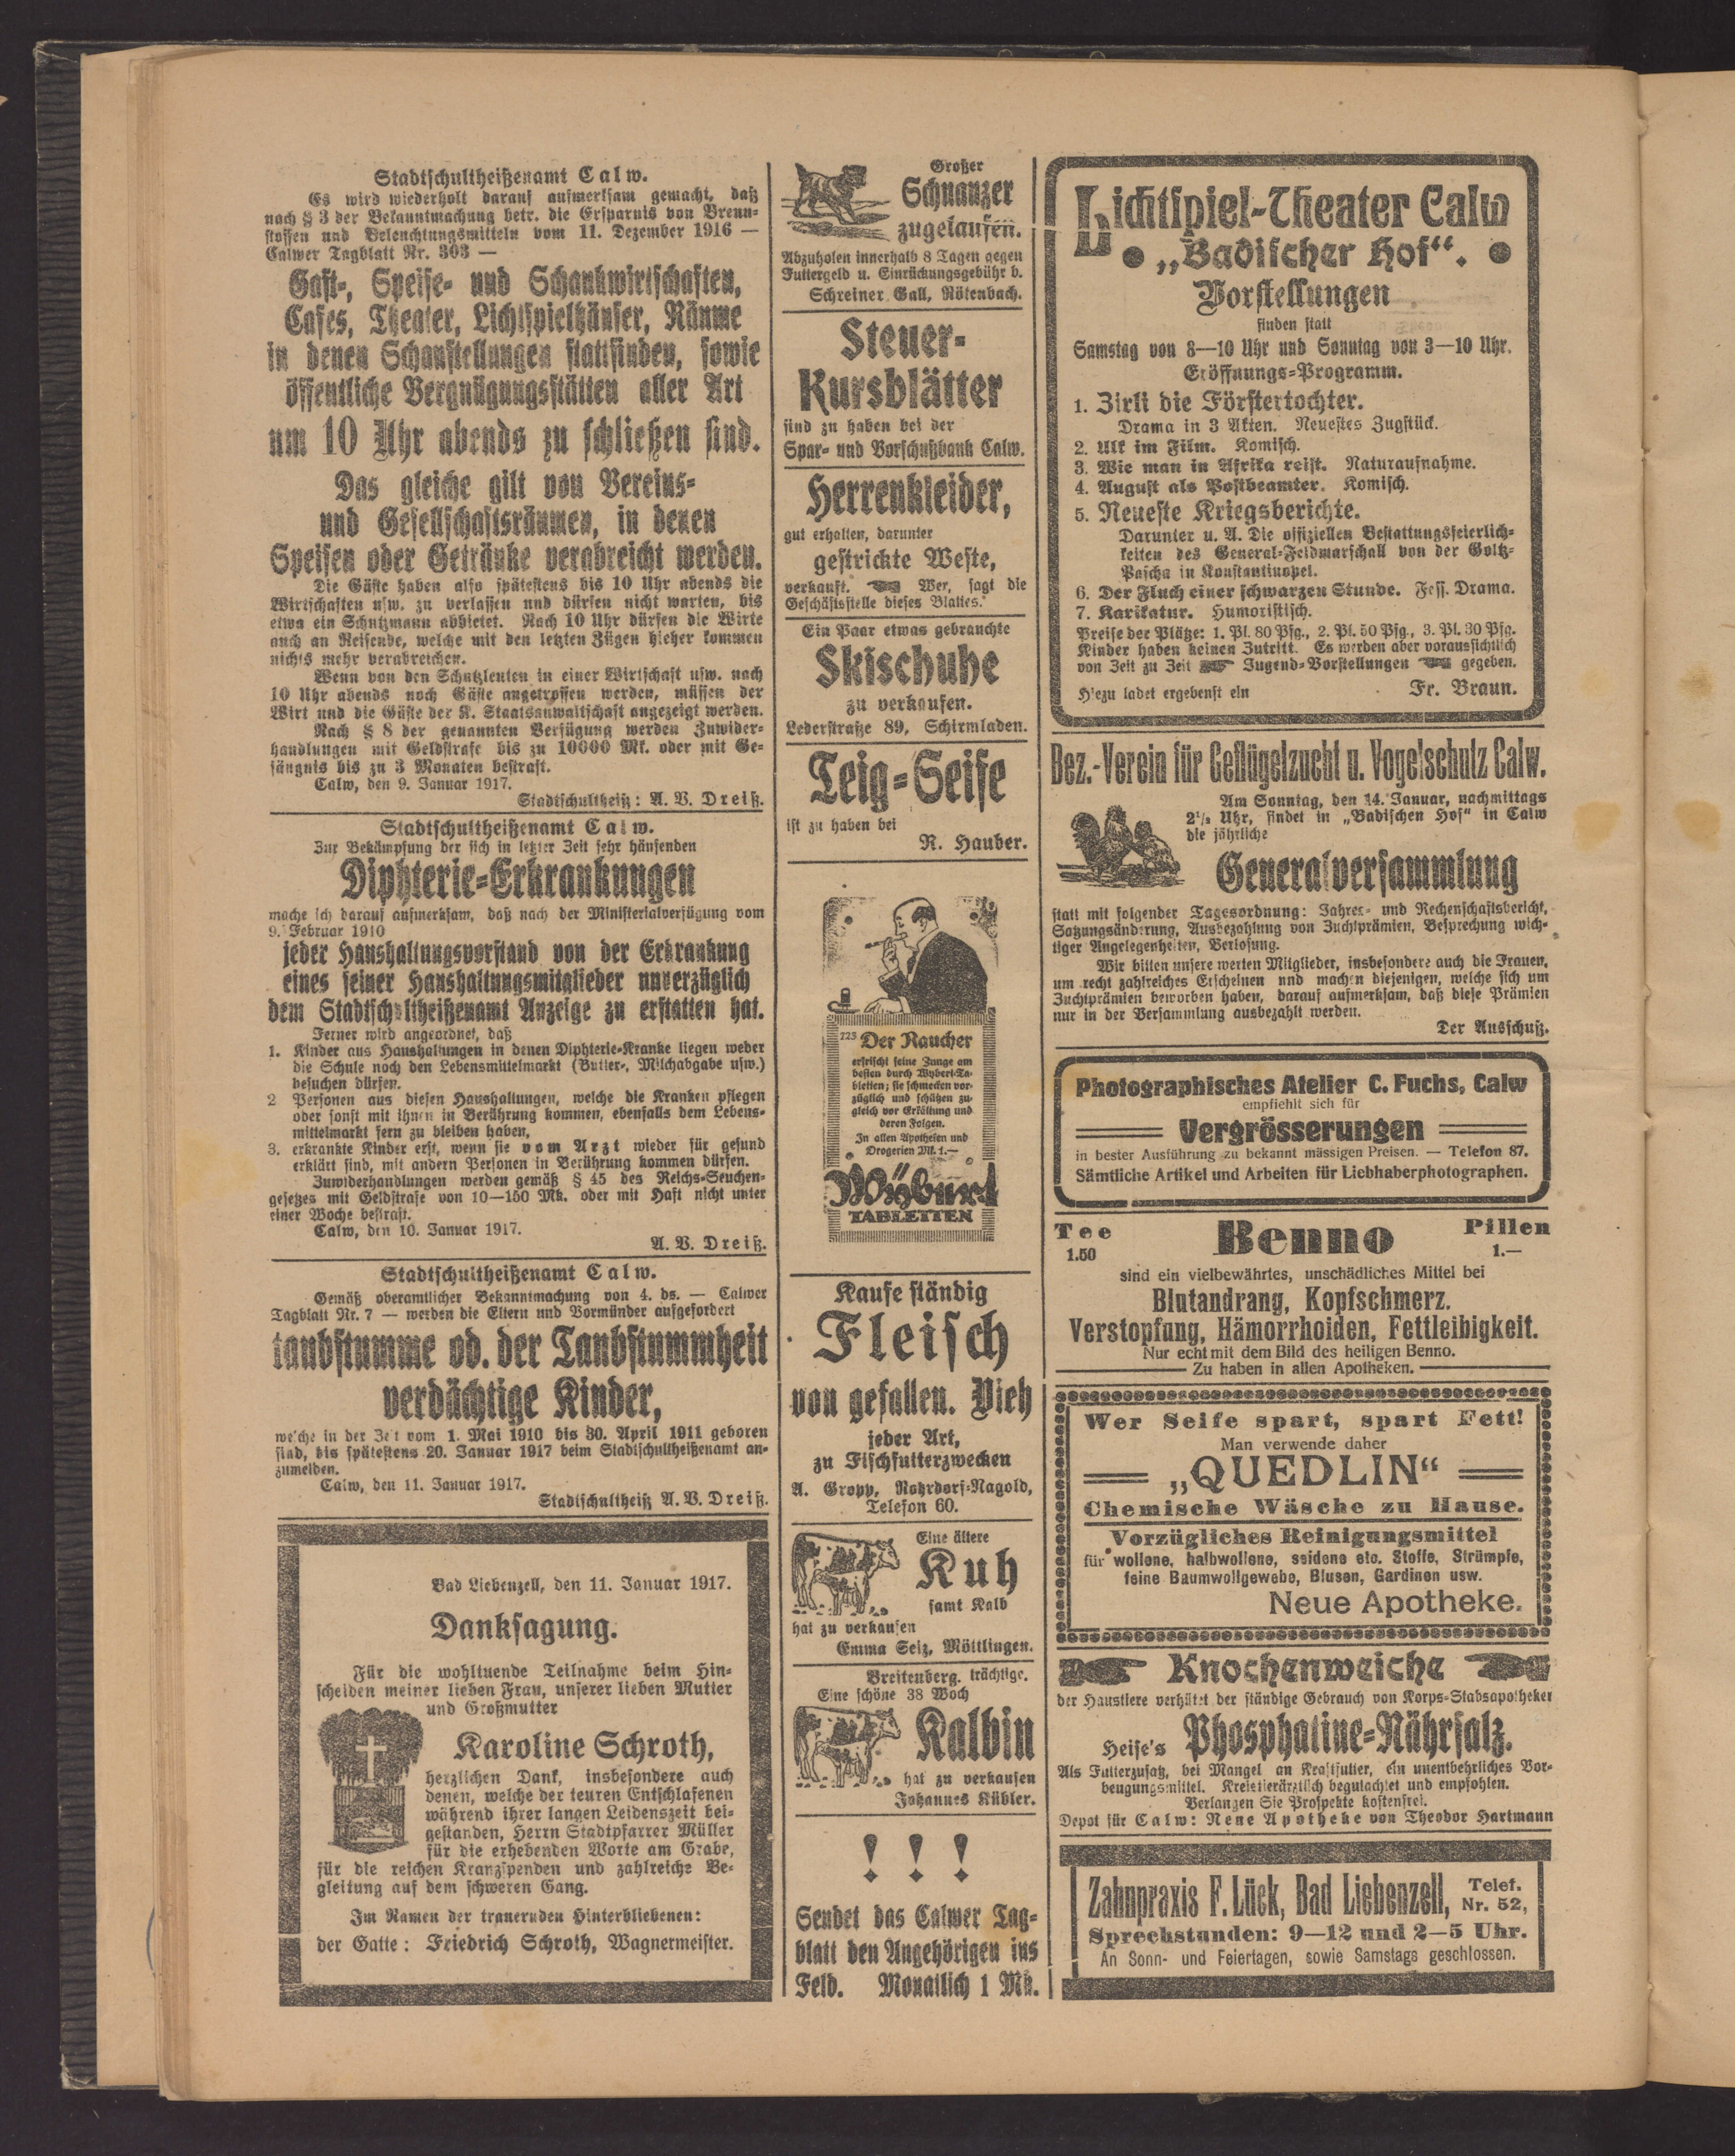 Stadtschultheißenamt Calw.
Es wird wiederholt darauf aufmerksam gemacht, daß
nach § 3 der Bekanntmachung betr. die Ersparnis von Brenn-
stoffen und Beleuchtungsmitteln vom 11. Dezember 1916 —
Calwer Tagblatt Nr. 303 —
Gast-, Speise- und Schankwirtschaften,
Cafes, Theater, Lichtspielhäuser, Räume
in denen Schaustellungen stattfinden, sowie
öffentliche Vergnügungsstätten aller Art
um 10 Uhr abends zu schließen sind.
Das gleiche gilt von Vereins-
und Gesellschaftsräumen, in denen
Speisen oder Getränke verabreicht werden.
Die Gäste haben also spätestens bis 10 Uhr abends die
Wirtschaften usw. zu verlassen und dürfen nicht warten, bis
etwa ein Schutzmann abbietet. Nach 10 Uhr dürfen die Wirte
auch an Reisende, welche mit den letzten Zügen hieher kommen
nichts mehr verabreichen.
Wenn von den Schutzleuten in einer Wirtschaft usw. nach
10 Uhr abends noch Gäste angetroffen werden, müssen der
Wirt und die Gäste der K. Staatsanwaltschaft angezeigt werden.
Nach § 8 der genannten Verfügung werden Zuwider-
handlungen mit Geldstrafe bis zu 10000 Mk. oder mit Ge-
fängnis bis zu 3 Monaten bestraft.
Calw, den 9. Januar 1917.
Stadtschultheiß: A. V. Dreiß.
Stadtschultheißenamt Calw.
Zur Bekämpfung der sich in letzter Zeit sehr häufenden
Diphterie-Erkrankungen
mache ich darauf aufmerksam, daß nach der Ministerialverfügung vom
9. Februar 1910
jeder Haushaltungsvorstand von der Erkrankung
eines seiner Haushaltungsmitglieder unverzüglich
dem Stadtschultheißenamt Anzeige zu erstatten hat.
Ferner wird angeordnet, daß
1. Kinder aus Haushaltungen in denen Diphterie-Kranke liegen weder
die Schule noch den Lebensmittelmarkt (Butter-, Milchabgabe usw.)
besuchen dürfen.
2 Personen aus diesen Haushaltungen, welche die Kranken pflegen
oder sonst mit ihnen in Berührung kommen, ebenfalls dem Lebens-
mittelmarkt fern zu bleiben haben,
3. erkrankte Kinder erst, wenn sie vom Arzt wieder für gesund
erklärt sind, mit andern Personen in Berührung kommen dürfen.
Zuwiderhandlungen werden gemäß § 45 des Reichs-Seuchen-
gesetzes mit Geldstrafe von 10—150 Mk. oder mit Haft nicht unter
einer Woche bestraft.
Calw, den 10. Januar 1917.
A. V. Dreiß.
Stadtschultheißenamt Calw.
Gemäß oberamtlicher Bekanntmachung von 4. ds. — Calwer
Tagblatt Nr. 7 — werden die Eltern und Vormünder aufgefordert
taubstumme od. der Taubstummheit
verdächtige Kinder,
welche in der Zeit vom 1. Mai 1910 bis 30. April 1911 geboren
sind, bis spätestens 20. Januar 1917 beim Stadtschultheißenamt an-
zumelden.
Calw, den 11. Januar 1917.
Stadtschultheiß A. V. Dreiß.
Bad Liebenzell, den 11. Januar 1917.
Danksagung.
Für die wohltuende Teilnahme beim Hin-
scheiden meiner lieben Frau, unserer lieben Mutter
und Großmutter
Karoline Schroth,
herzlichen Dank, insbesondere auch
denen, welche der teuren Entschlafenen
während ihrer langen Leidenszeit bei-
gestanden, Herrn Stadtpfarrer Müller
für die erhebenden Worte am Grabe,
für die reichen Kranzspenden und zahlreiche Be-
gleitung auf dem schweren Gang.
Im Namen der trauernden Hinterbliebenen:
der Gatte: Friedrich Schroth, Wagnermeister.
Großer
Schnauzer
zugelaufen.
Abzuholen innerhalb 8 Tagen gegen
Futtergeld u. Einrückungsgebühr b.
Schreiner Gall, Rötenbach.
Steuer-
Kursblätter
sind zu haben bei der
Spar- und Vorschußbank Calw.
Herrenkleider,
gut erhalten, darunter
gestrickte Weste,
verkauft. Wer, sagt die
Geschäftsstelle dieses Blattes.
Ein Paar etwas gebrauchte
Skischuhe
zu verkaufen.
Lederstraße 89, Schirmladen.
Teig-Seife
ist zu haben bei
R. Hauber.
223 Der Raucher
erfrischt seine Zunge am
besten durch Wybert-Ta-
bletten; sie schmecken vor-
züglich und schützen zu-
gleich vor Erkältung und
deren Folgen.
In allen Apotheken und
Drogerien Mk. 1.—
Wybert
TABLETTEN
Kaufe ständig
Fleisch
von gefallen. Vieh
jeder Art,
zu Fischfutterzwecken
A. Gropp, Rohrdorf-Nagold,
Telefon 60.
Eine ältere
Kuh
samt Kalb
hat zu verkaufen
Emma Seiz, Möttlingen.
Breitenberg.
Eine schöne 38 Woch trächtige.
Kalbin
hat zu verkaufen
Johannes Kübler.
! ! !
Sendet das Calwer Tag-
blatt den Angehörigen ins
Feld. Monatlich 1 Mk.
Lichtspiel-Theater Calw
• „Badischer Hof“. •
Vorstellungen
finden statt
Samstag von 8—10 Uhr und Sonntag von 3—10 Uhr.
Eröffnungs-Programm.
1. Zirli die Förstertochter.
Drama in 3 Akten. Neuestes Zugstück.
2. Ulk im Film. Komisch.
3. Wie man in Afrika reist. Naturaufnahme.
4. August als Postbeamter. Komisch.
5. Neueste Kriegsberichte.
Darunter u. A. Die offiziellen Bestattungsfeierlich-
keiten des General-Feldmarschall von der Goltz-
Pascha in Konstantinopel.
6. Der Fluch einer schwarzen Stunde. Fess. Drama.
7. Karikatur. Humoristisch.
Preise der Plätze: 1. Pl. 80 Pfg., 2. Pl. 50 Pfg., 3. Pl. 30 Pfg.
Kinder haben keinen Zutritt. Es werden aber voraussichtlich
von Zeit zu Zeit Jugend-Vorstellungen gegeben.
Hiezu ladet ergebenst ein Fr. Braun.
Bez.-Verein für Geflügelzucht u. Vogelschutz Calw.
Am Sonntag, den 14. Januar, nachmittags
2½ Uhr, findet in „Badischen Hof“ in Calw
die jährliche
Generalversammlung
statt mit folgender Tagesordnung: Jahres- und Rechenschaftsbericht,
Satzungsänderung, Ausbezahlung von Zuchtprämien, Besprechung wich-
tiger Angelegenheiten, Verlosung.
Wir bitten unsere werten Mitglieder, insbesondere auch die Frauen,
um recht zahlreiches Erscheinen und machen diejenigen, welche sich um
Zuchtprämien beworben haben, darauf aufmerksam, daß diese Prämien
nur in der Versammlung ausbezahlt werden.
Der Ausschuß.
Photographisches Atelier C. Fuchs, Calw
empfiehlt sich für
Vergrösserungen
in bester Ausführung zu bekannt mässigen Preisen. — Telefon 87.
Sämtliche Artikel und Arbeiten für Liebhaberphotographen.
Tee Benno Pillen
1.50 1.—
sind ein vielbewährtes, unschädliches Mittel bei
Blutandrang, Kopfschmerz.
Verstopfung, Hämorrhoiden, Fettleibigkeit.
Nur echt mit dem Bild des heiligen Benno.
Zu haben in allen Apotheken.
Wer Seife spart, spart Fett!
Man verwende daher
„QUEDLIN“
Chemische Wäsche zu Hause.
Vorzügliches Reinigungsmittel
für wollene, halbwollene, seidene etc. Stoffe, Strümpfe,
feine Baumwollgewebe, Blusen, Gardinen usw.
Neue Apotheke.
Knochenweiche
der Haustiere verhütet der ständige Gebrauch von Korps-Stabsapotheker
Heise's Phosphatine-Nährsalz.
Als Futterzusatz, bei Mangel an Kraftfutter, ein unentbehrliches Vor-
beugungsmittel. Kreistierärztlich begutachtet und empfohlen.
Verlangen Sie Prospekte kostenfrei.
Depot für Calw: Neue Apotheke von Theodor Hartmann
Zahnpraxis F. Lück, Bad Liebenzell, Telef. Nr. 52,
Sprechstunden: 9—12 und 2—5 Uhr.
An Sonn- und Feiertagen, sowie Samstags geschlossen.